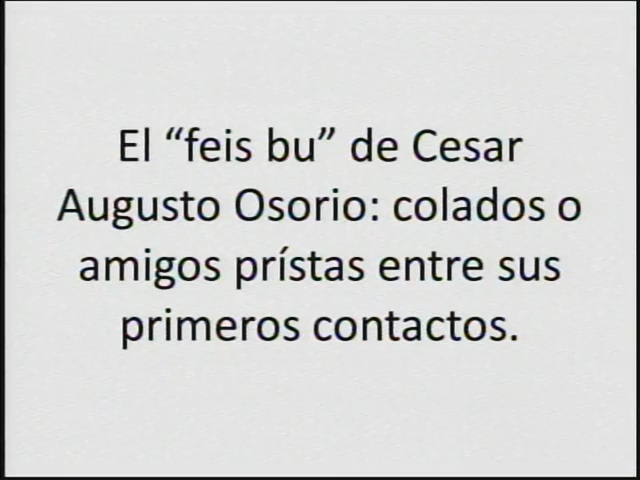 El “feis bu” de Cesar
Augusto Osorio: colados o
amigos prístas entre sus
primeros contactos.